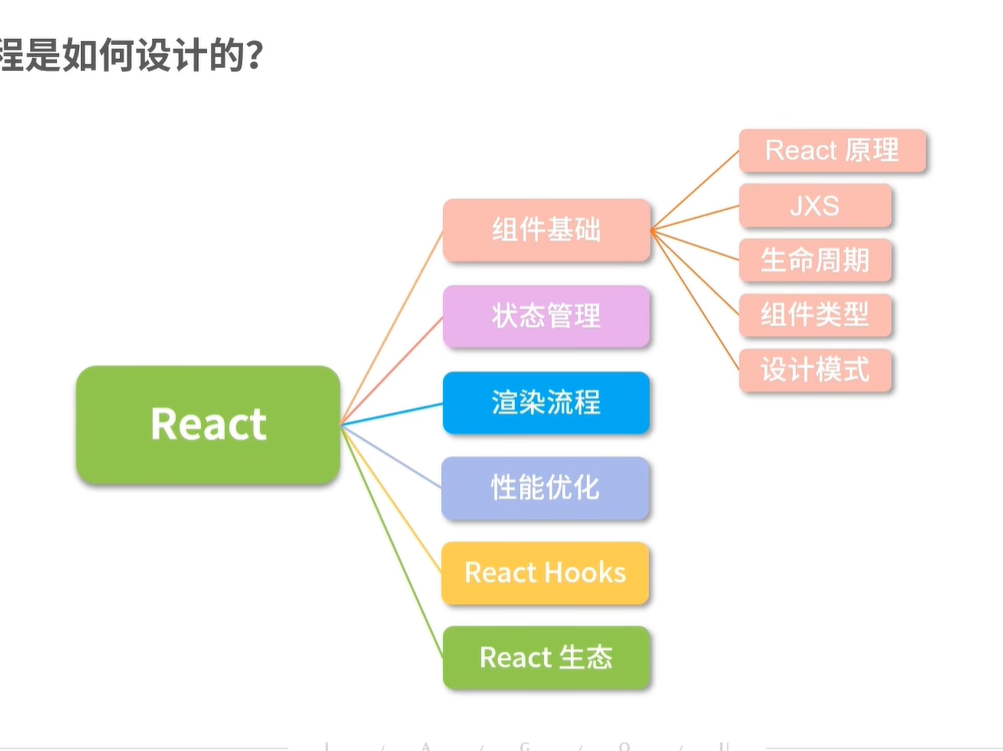 程是如何设计的?
React
组件基础
状态管理
渲染流程
性能优化
React Hooks
React 生态
React 原理
JXS
生命周期
组件类型
设计模式